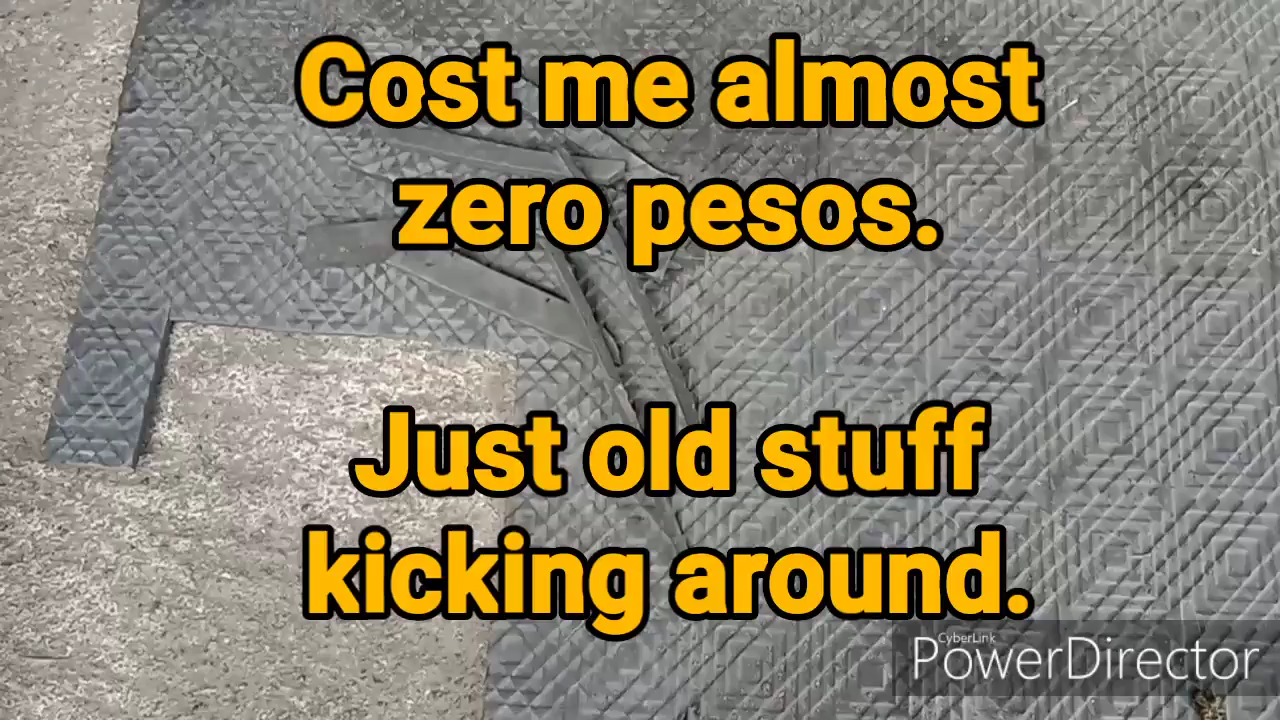 Cost me almost
zero pesos.
Just old stuff
kicking around.
CyberLink
PowerDirector